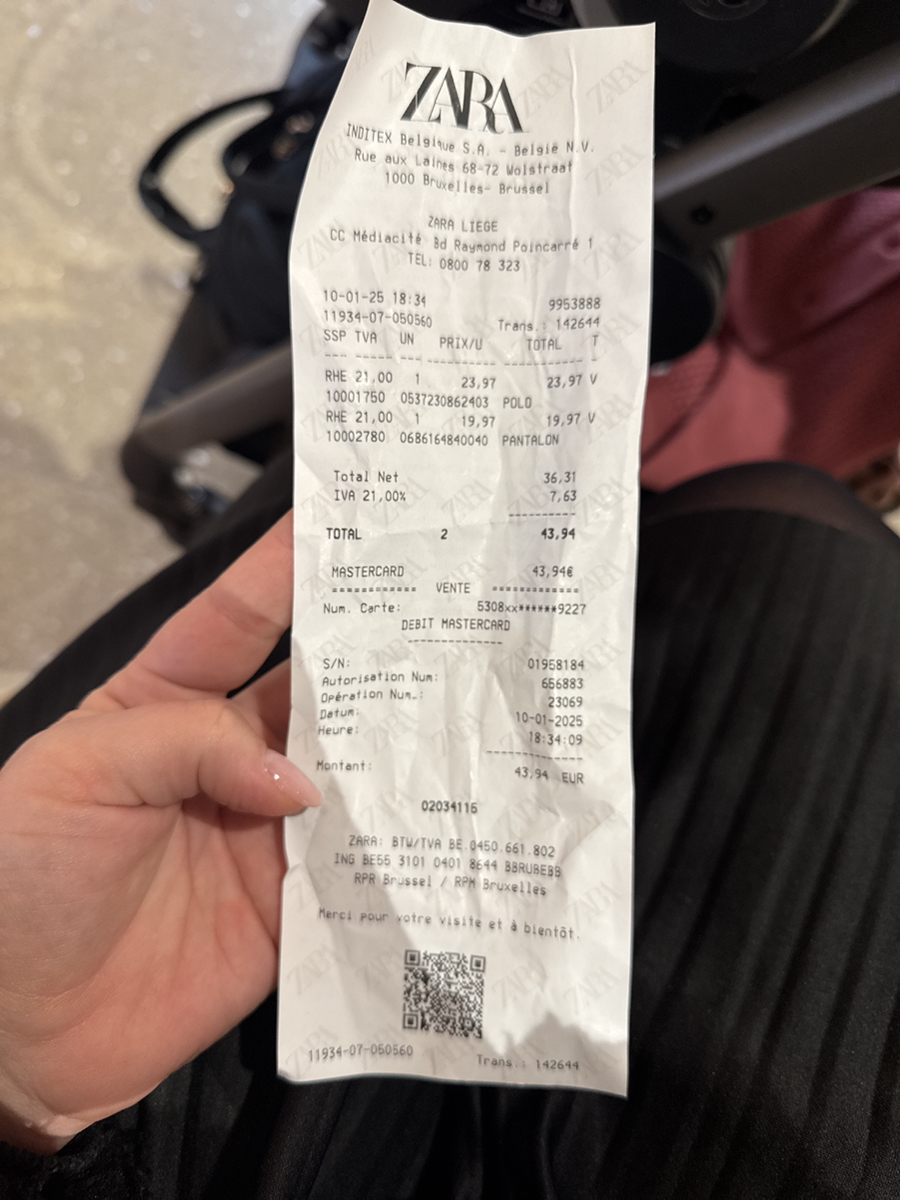 ZARA
INDITEX Belgique S.A. - België N.V.
Rue aux Laines 68-72 Wolstraat
1000 Bruxelles- Brussel
ZARA LIEGE
CC Médiacité Bd Raymond Poincarré 1
TEL: 0800 78 323
10-01-25 18:34 9953888
11934-07-050560 Trans.: 142644
SSP TVA UN PRIX/U TOTAL T
RHE 21,00 1 23,97 23,97 V
10001750 0537230862403 POLO
RHE 21,00 1 19,97 19,97 V
10002780 0686164840040 PANTALON
Total Net 36,31
IVA 21,00% 7,63
TOTAL 2 43,94
MASTERCARD 43,94€
============ VENTE ============
Num. Carte: 5308xx******9227
DEBIT MASTERCARD
S/N: 01958184
Autorisation Num: 656883
Opération Num.: 23069
Datum: 10-01-2025
Heure: 18:34:09
Montant: 43,94 EUR
02034116
ZARA: BTW/TVA BE.0450.661.802
ING BE55 3101 0401 8644 BBRUBEBB
RPR Brussel / RPM Bruxelles
Merci pour votre visite et à bientôt.
11934-07-050560 Trans.: 142644